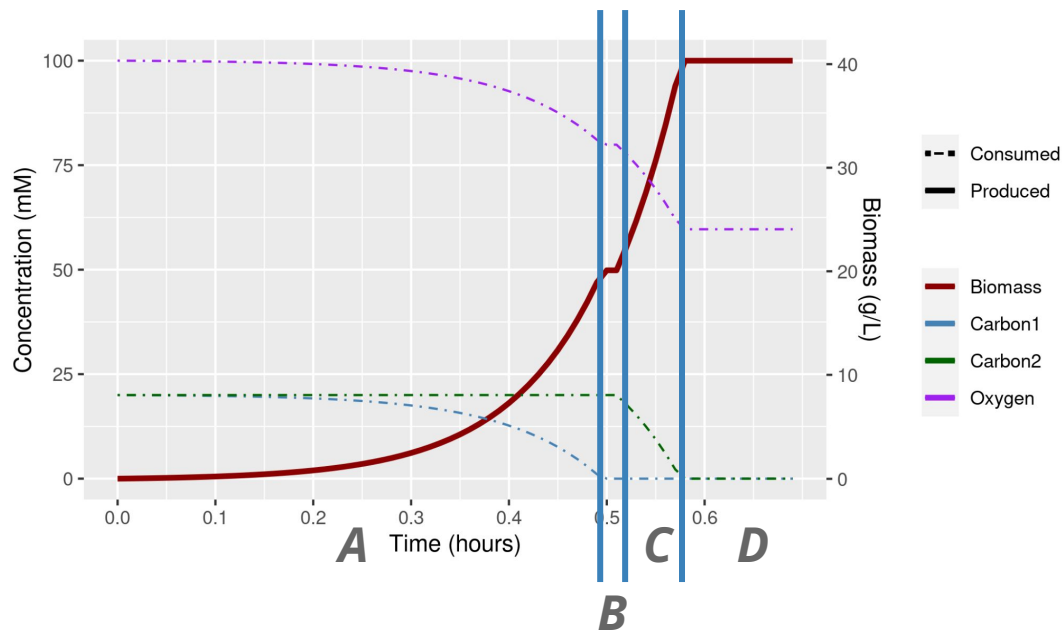 100
75
50
25
0
Concentration (mM)
40
30
20
10
0
Biomass (g/L)
0.0 0.1 0.2 0.3 0.4 0.5 0.6
Time (hours)
A
B
C
D
Consumed
Produced
Biomass
Carbon1
Carbon2
Oxygen